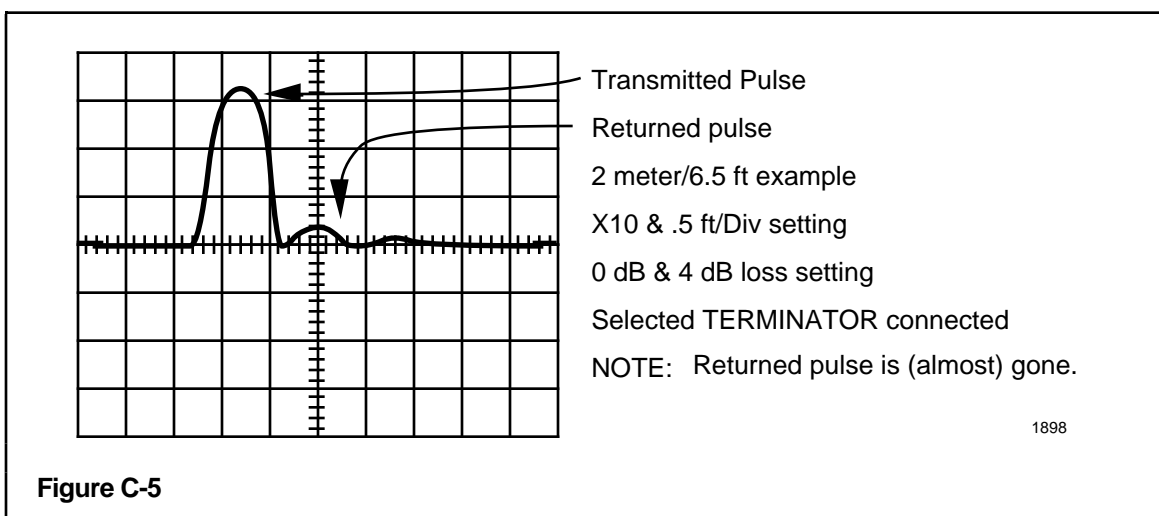 Transmitted Pulse
Returned pulse
2 meter/6.5 ft example
X10 & .5 ft/Div setting
0 dB & 4 dB loss setting
Selected TERMINATOR connected
NOTE: Returned pulse is (almost) gone.
1898
Figure C-5